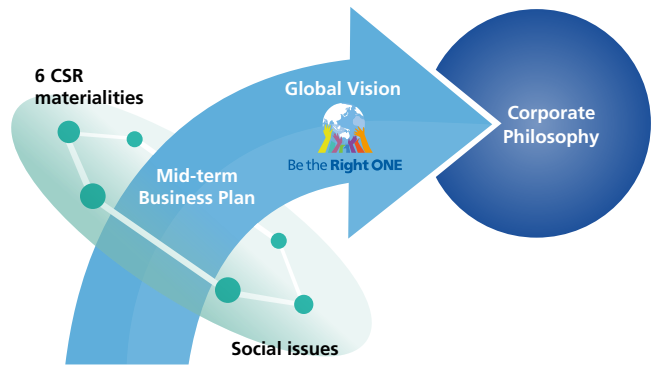 6 CSR
materialities
Global Vision
Be the Right ONE
Corporate
Philosophy
Mid-term
Business Plan
Social issues